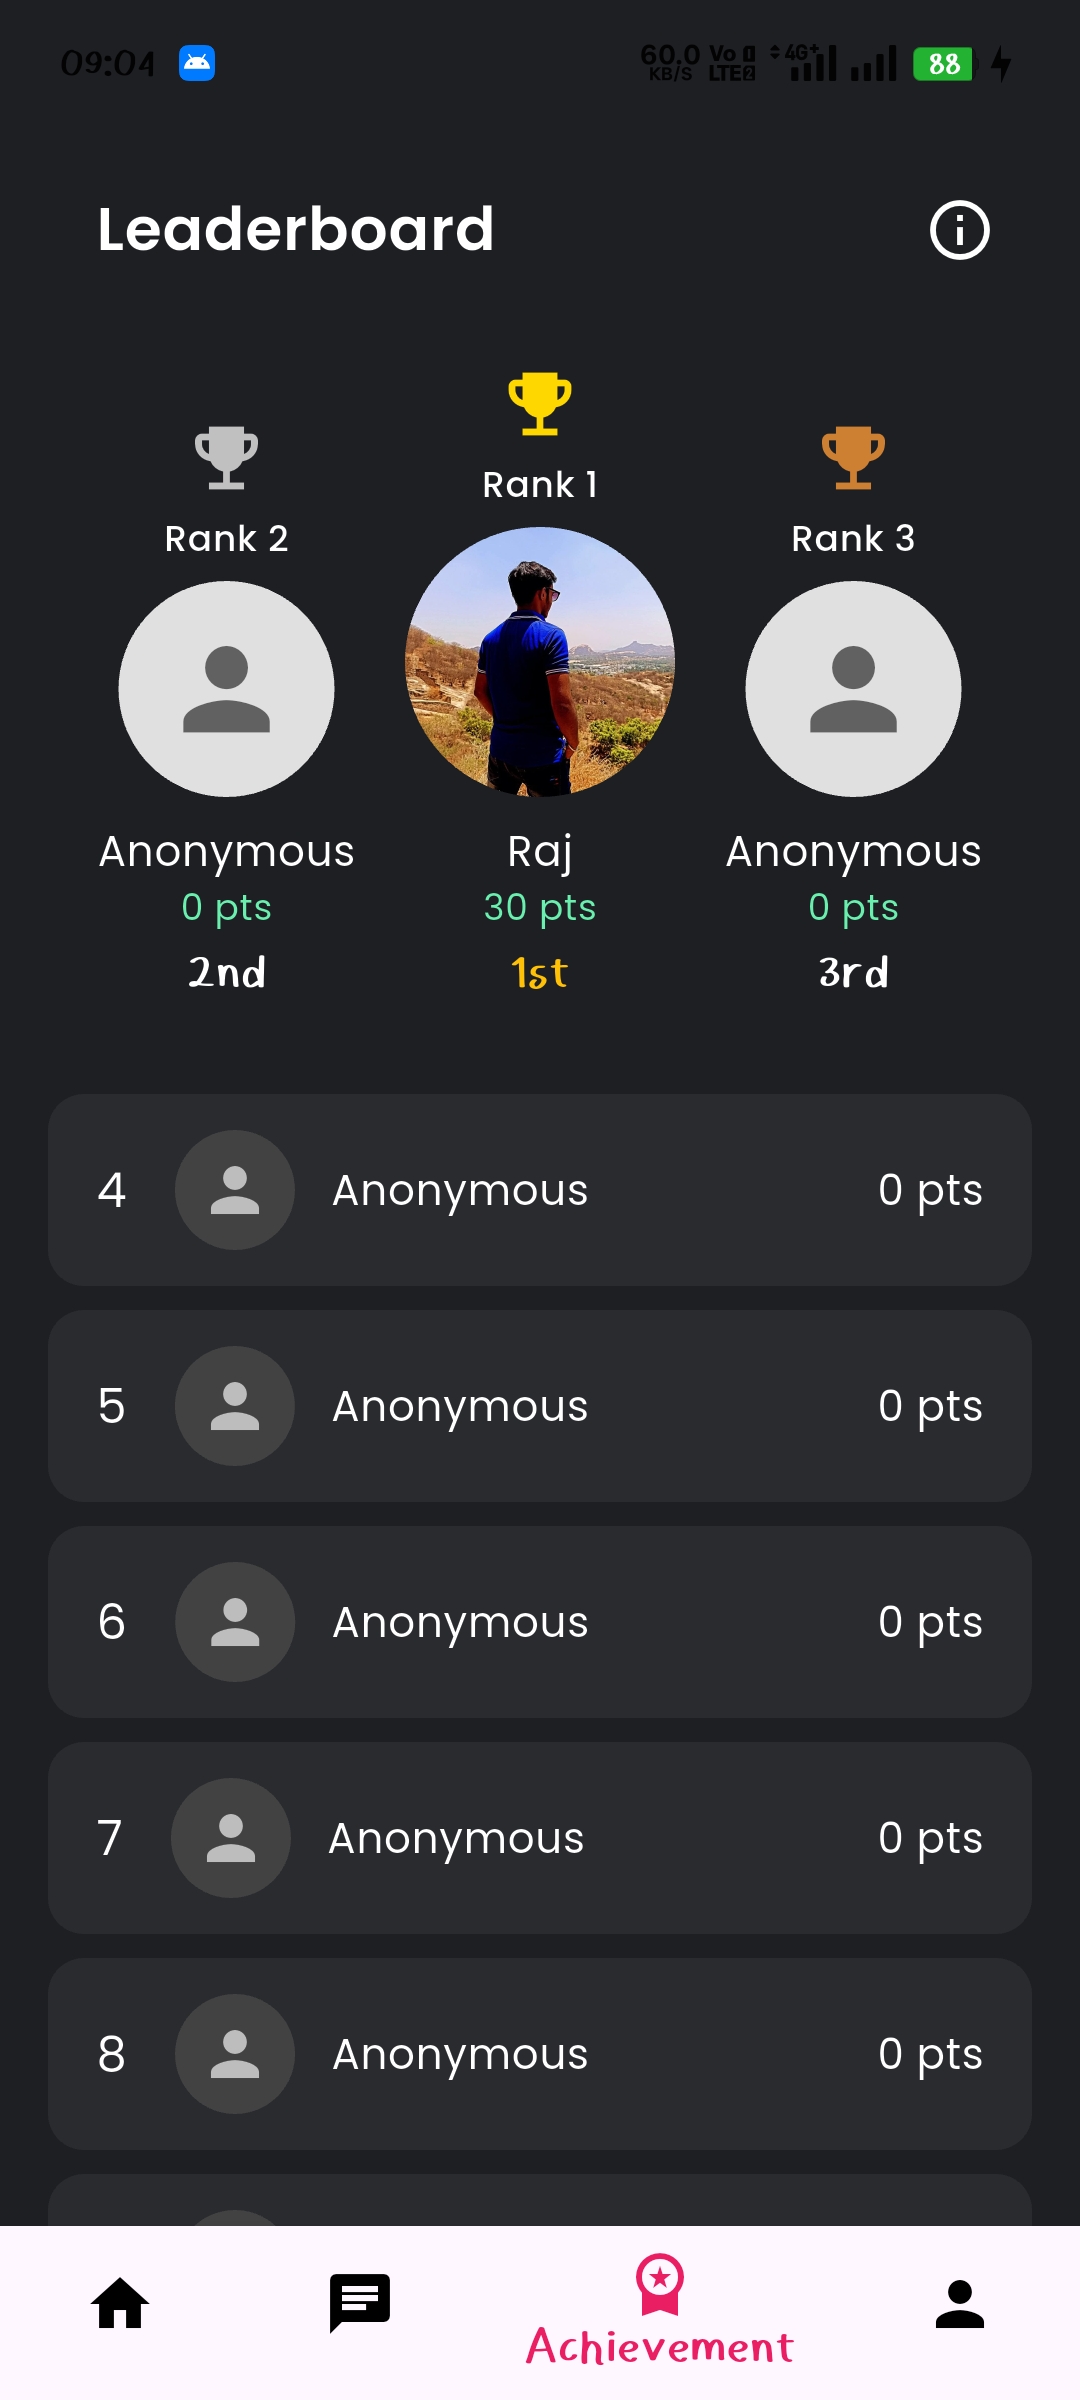 09:04 60.0 KB/S Vo 1 LTE 2 4G+ 88
Leaderboard
Rank 1
Rank 2
Rank 3
Anonymous Raj Anonymous
0 pts 30 pts 0 pts
2nd 1st 3rd
4 Anonymous 0 pts
5 Anonymous 0 pts
6 Anonymous 0 pts
7 Anonymous 0 pts
8 Anonymous 0 pts
Achievement